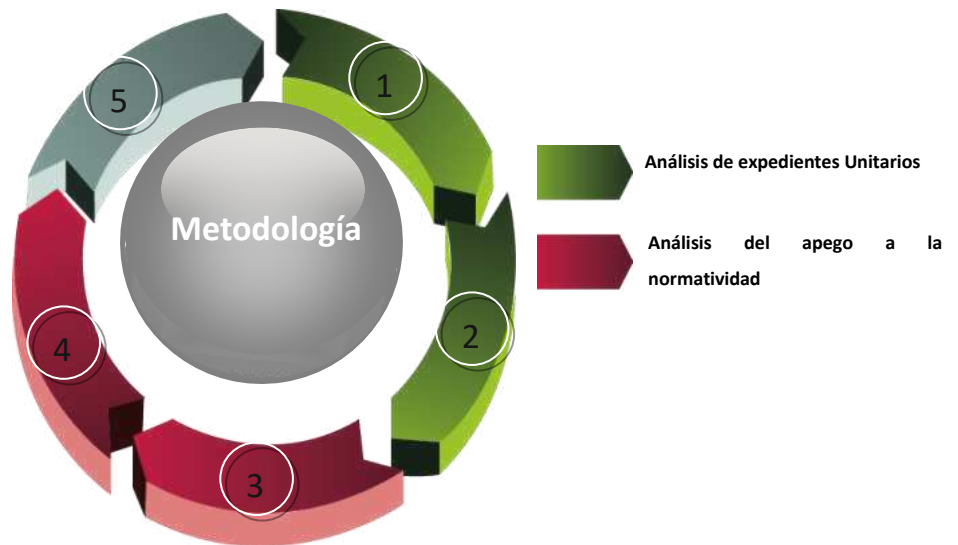 1
5
Análisis de expedientes Unitarios
Metodología
Análisis del apego a la
normatividad
2
4
3